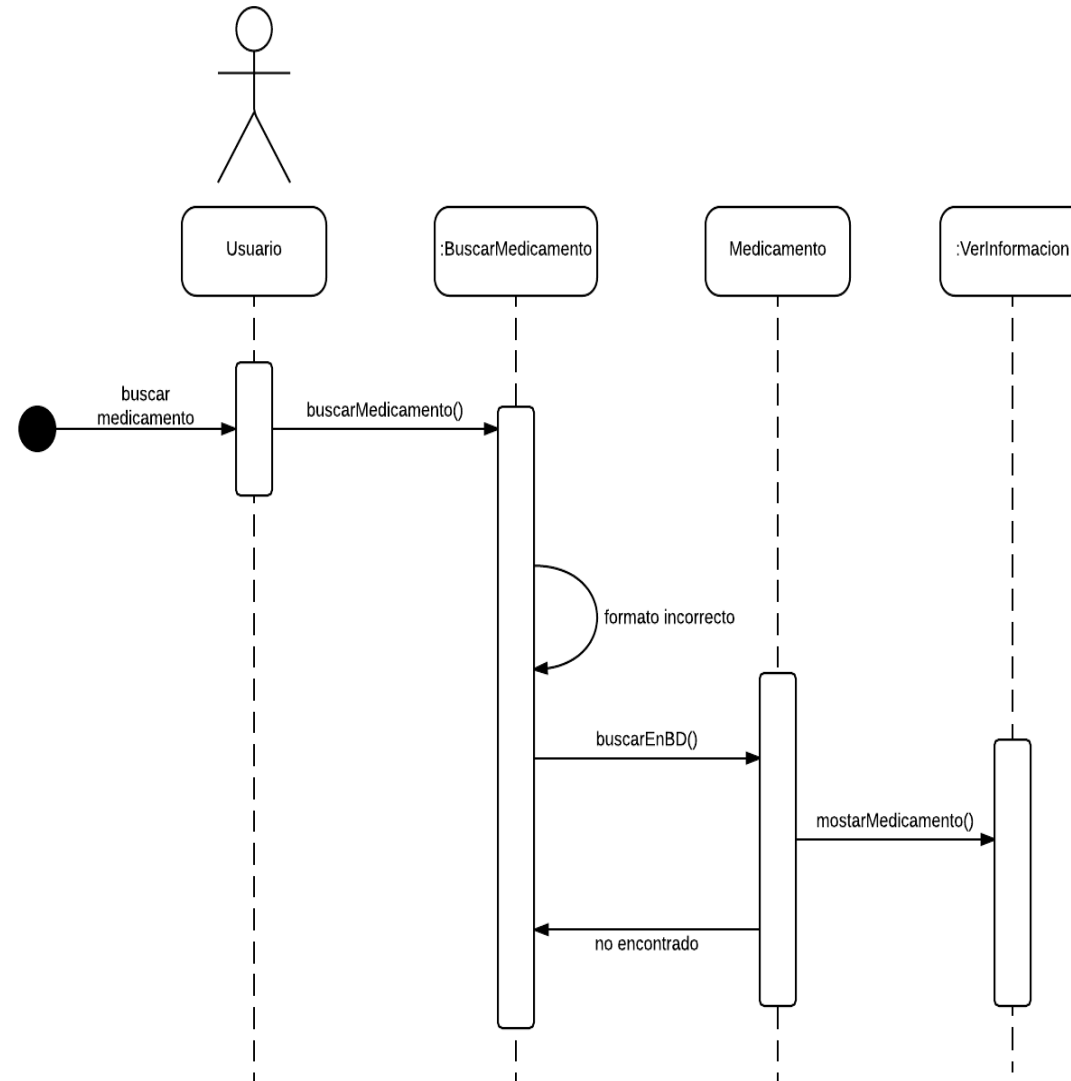 Usuario
:BuscarMedicamento
Medicamento
:VerInformacion
buscar
medicamento
buscarMedicamento()
formato incorrecto
buscarEnBD()
mostarMedicamento()
no encontrado